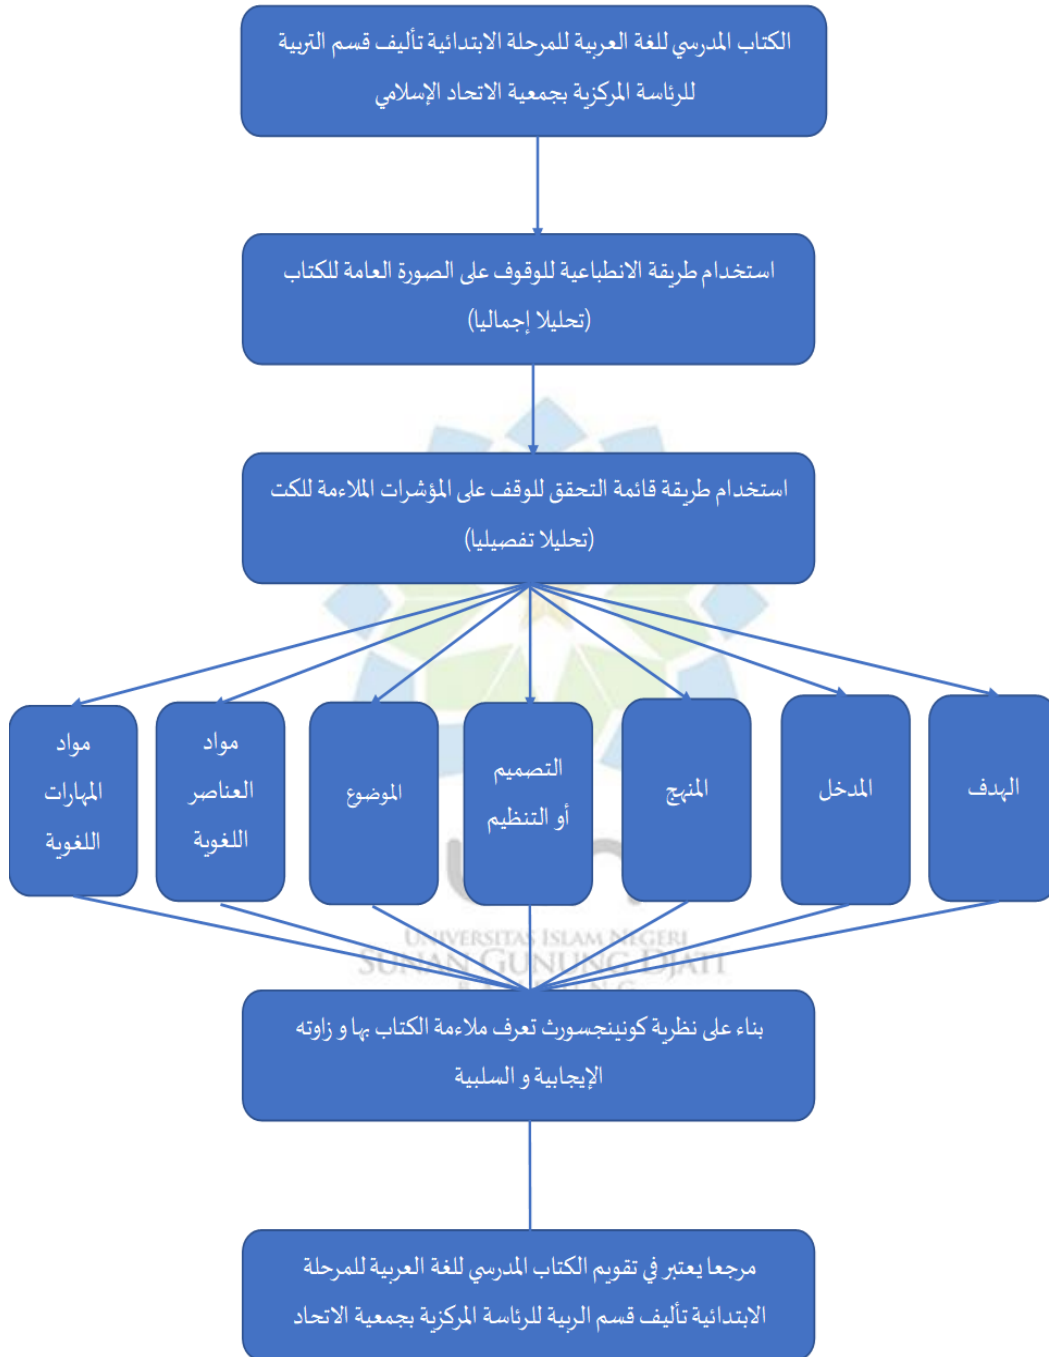 الكتاب المدرسي للغة العربية للمرحلة الابتدائية تأليف قسم التربية
للرئاسة المركزية بجمعية الاتحاد الإسلامي
استخدام طريقة الانطباعية للوقوف على الصورة العامة للكتاب
(تحليلا إجماليا)
استخدام طريقة قائمة التحقق للوقف على المؤشرات الملاءمة للكت
(تحليلا تفصيليا)
الهدف
المدخل
المنهج
التصميم
أو التنظيم
الموضوع
مواد
العناصر
اللغوية
مواد
المهارات
اللغوية
UNIVERSITAS ISLAM NEGERI
SUNAN GUNUNG DJATI
بناء على نظرية كونينجسورث تعرف ملاءمة الكتاب بها و زاوته
الإيجابية و السلبية
مرجعا يعتبر في تقويم الكتاب المدرسي للغة العربية للمرحلة
الابتدائية تأليف قسم الربية للرئاسة المركزية بجمعية الاتحاد